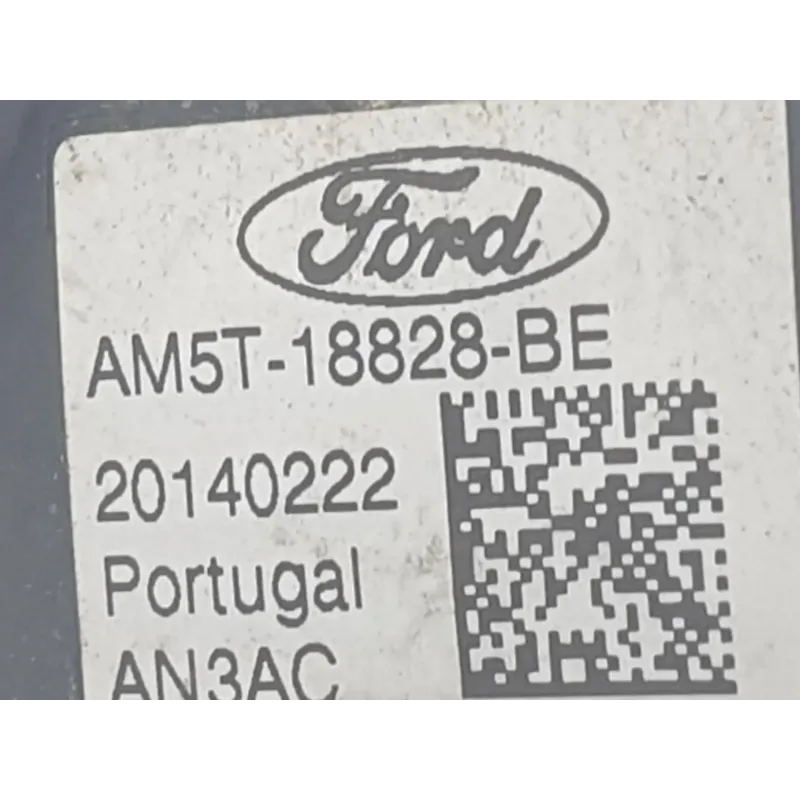 Ford
AM5T-18828-BE
20140222
Portugal
AN3AC